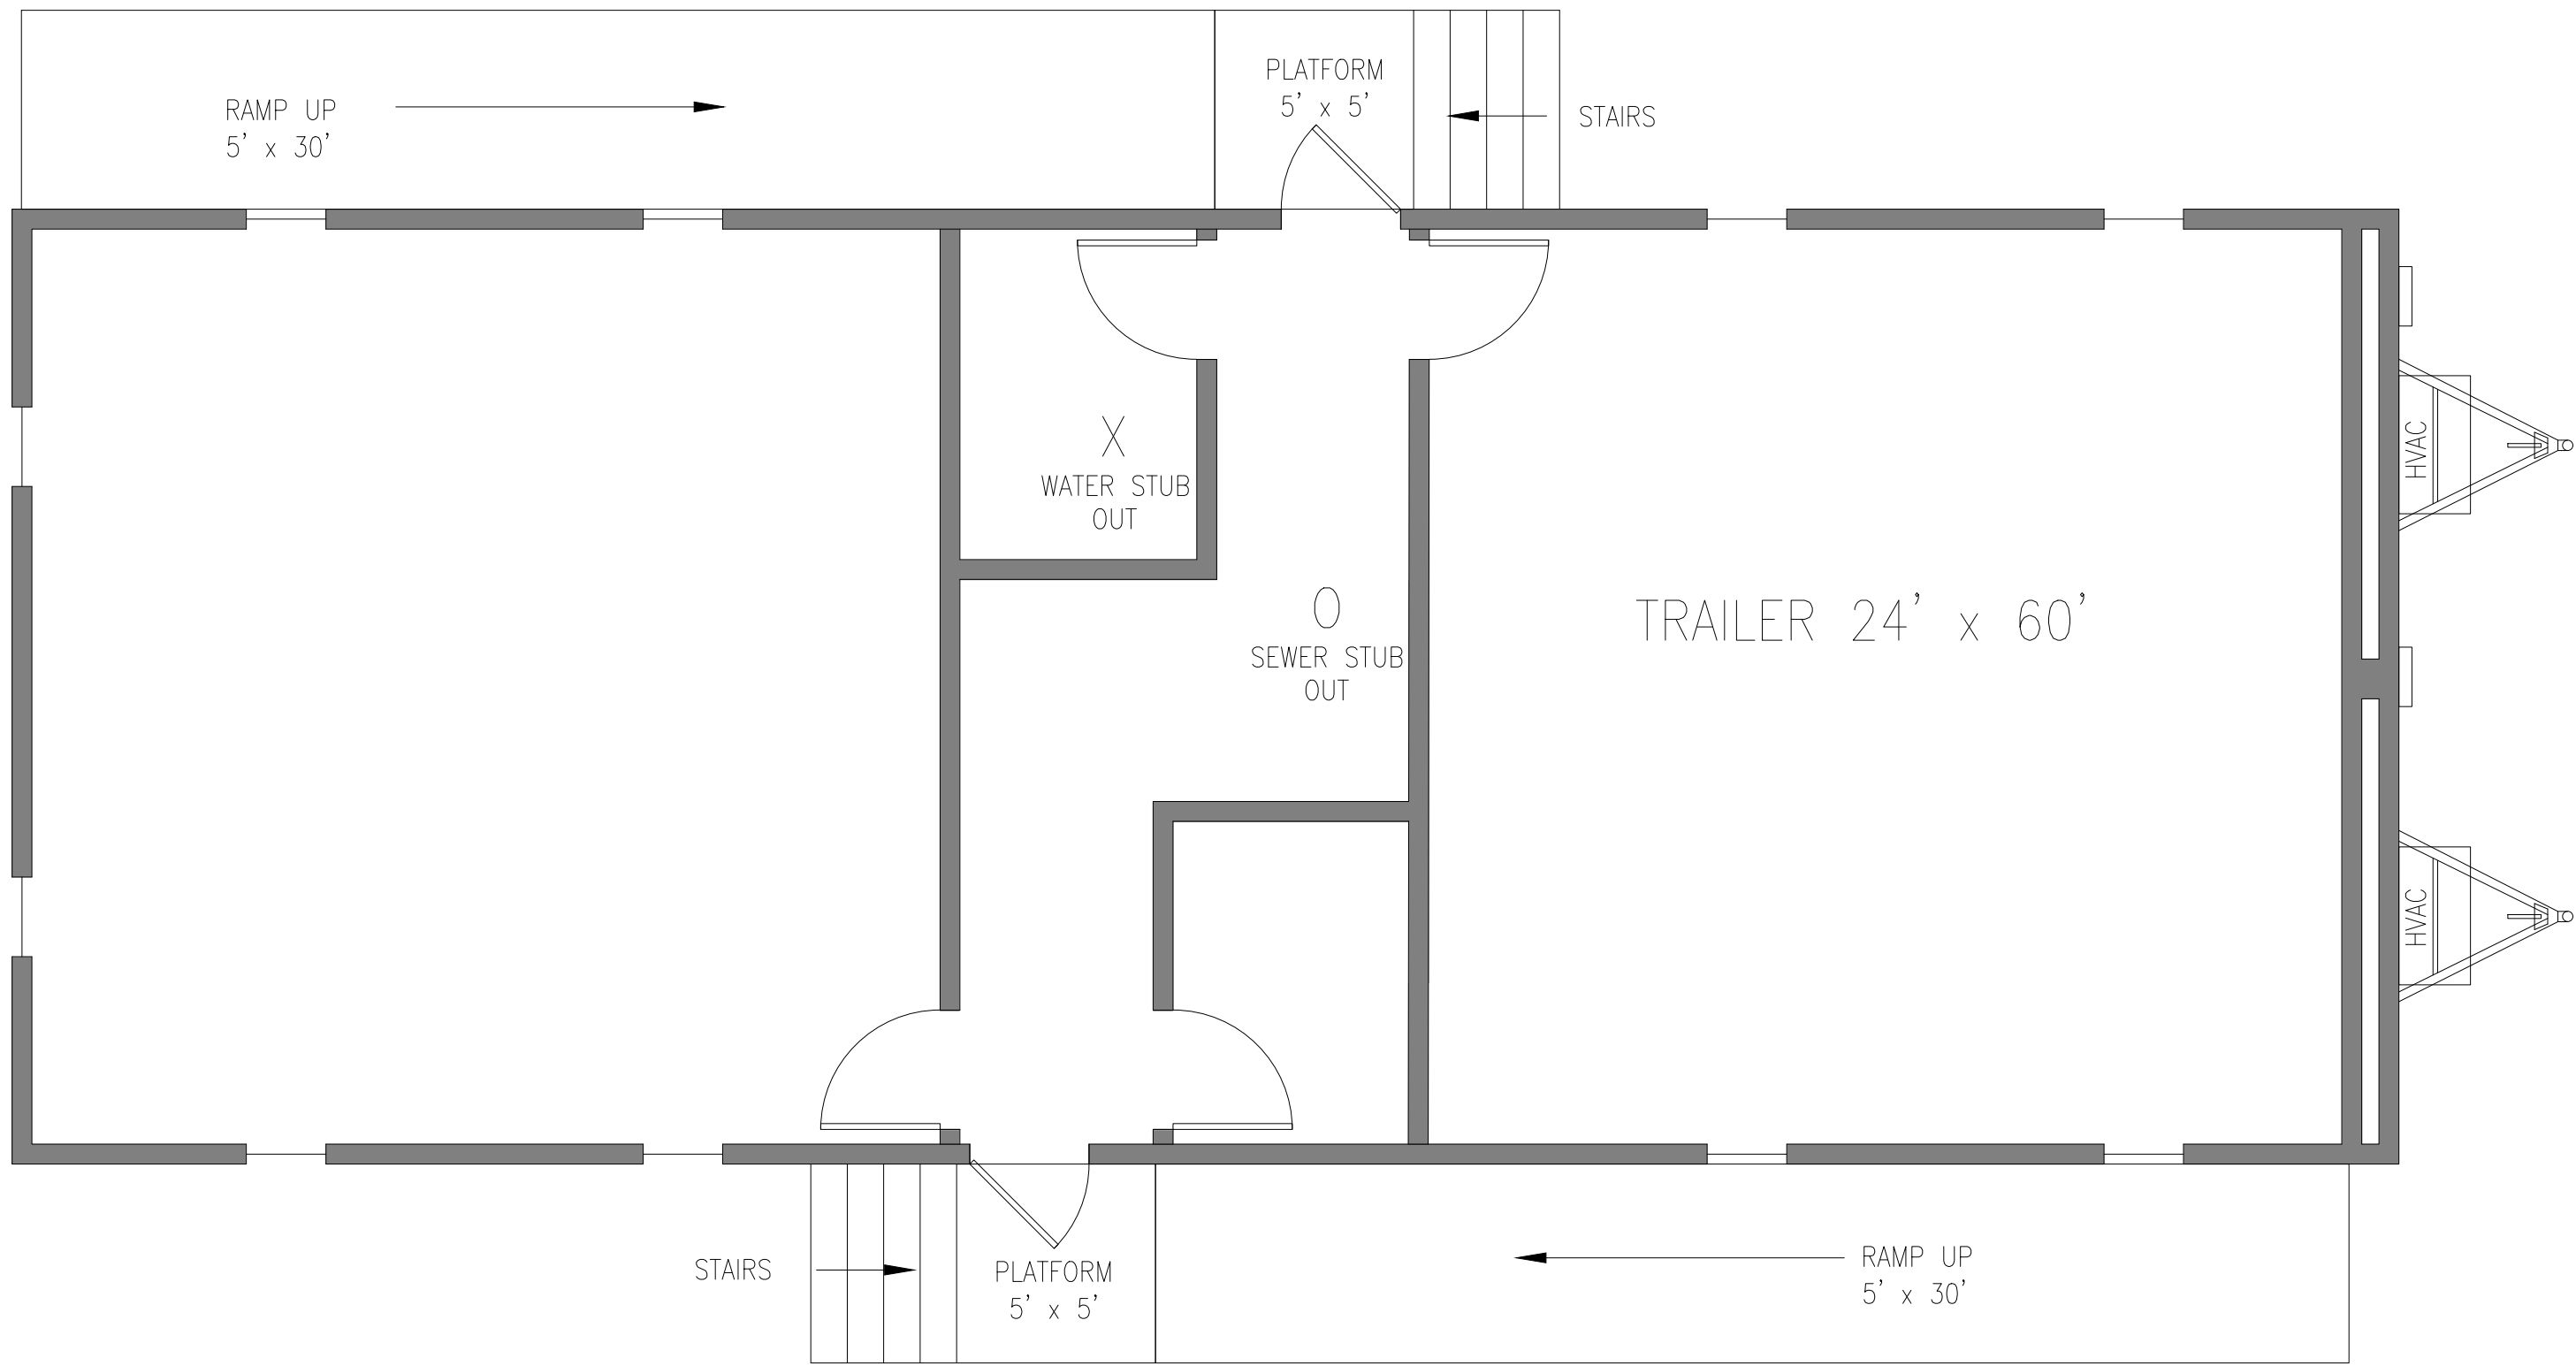 PLATFORM
5' x 5'
RAMP UP
5' x 30'
STAIRS
X
WATER STUB
OUT
HVAC
O
SEWER STUB
OUT
TRAILER 24' x 60'
HVAC
STAIRS
PLATFORM
5' x 5'
RAMP UP
5' x 30'